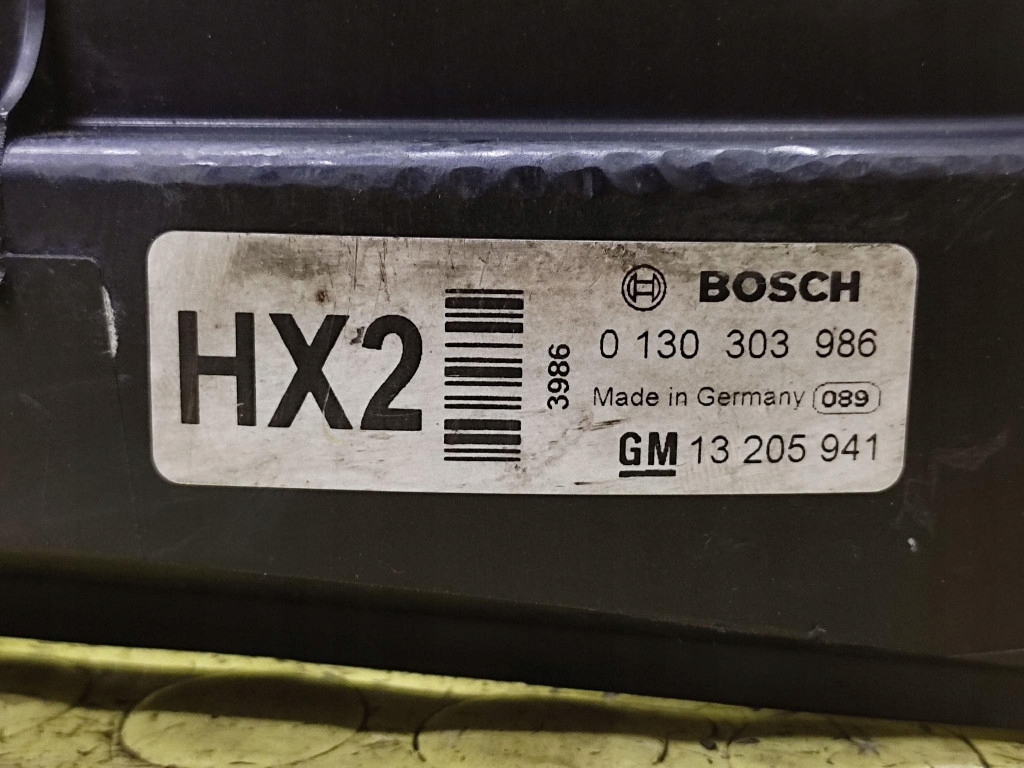 HX2
3986
BOSCH
0 130 303 986
Made in Germany 089
GM 13 205 941